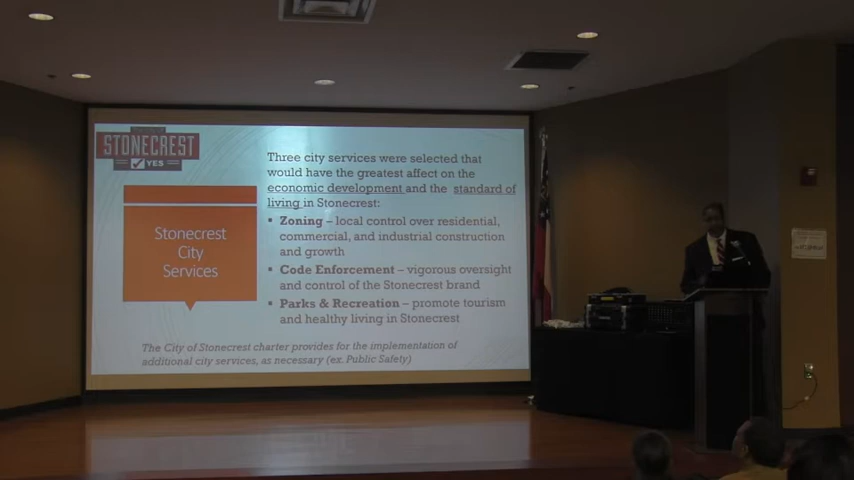 STONECREST
YES
Three city services were selected that
would have the greatest affect on the
economic development and the standard of
living in Stonecrest:
Stonecrest
City
Services
▪ Zoning – local control over residential,
commercial, and industrial construction
and growth
▪ Code Enforcement – vigorous oversight
and control of the Stonecrest brand
▪ Parks & Recreation – promote tourism
and healthy living in Stonecrest
The City of Stonecrest charter provides for the implementation of
additional city services, as necessary (ex. Public Safety)